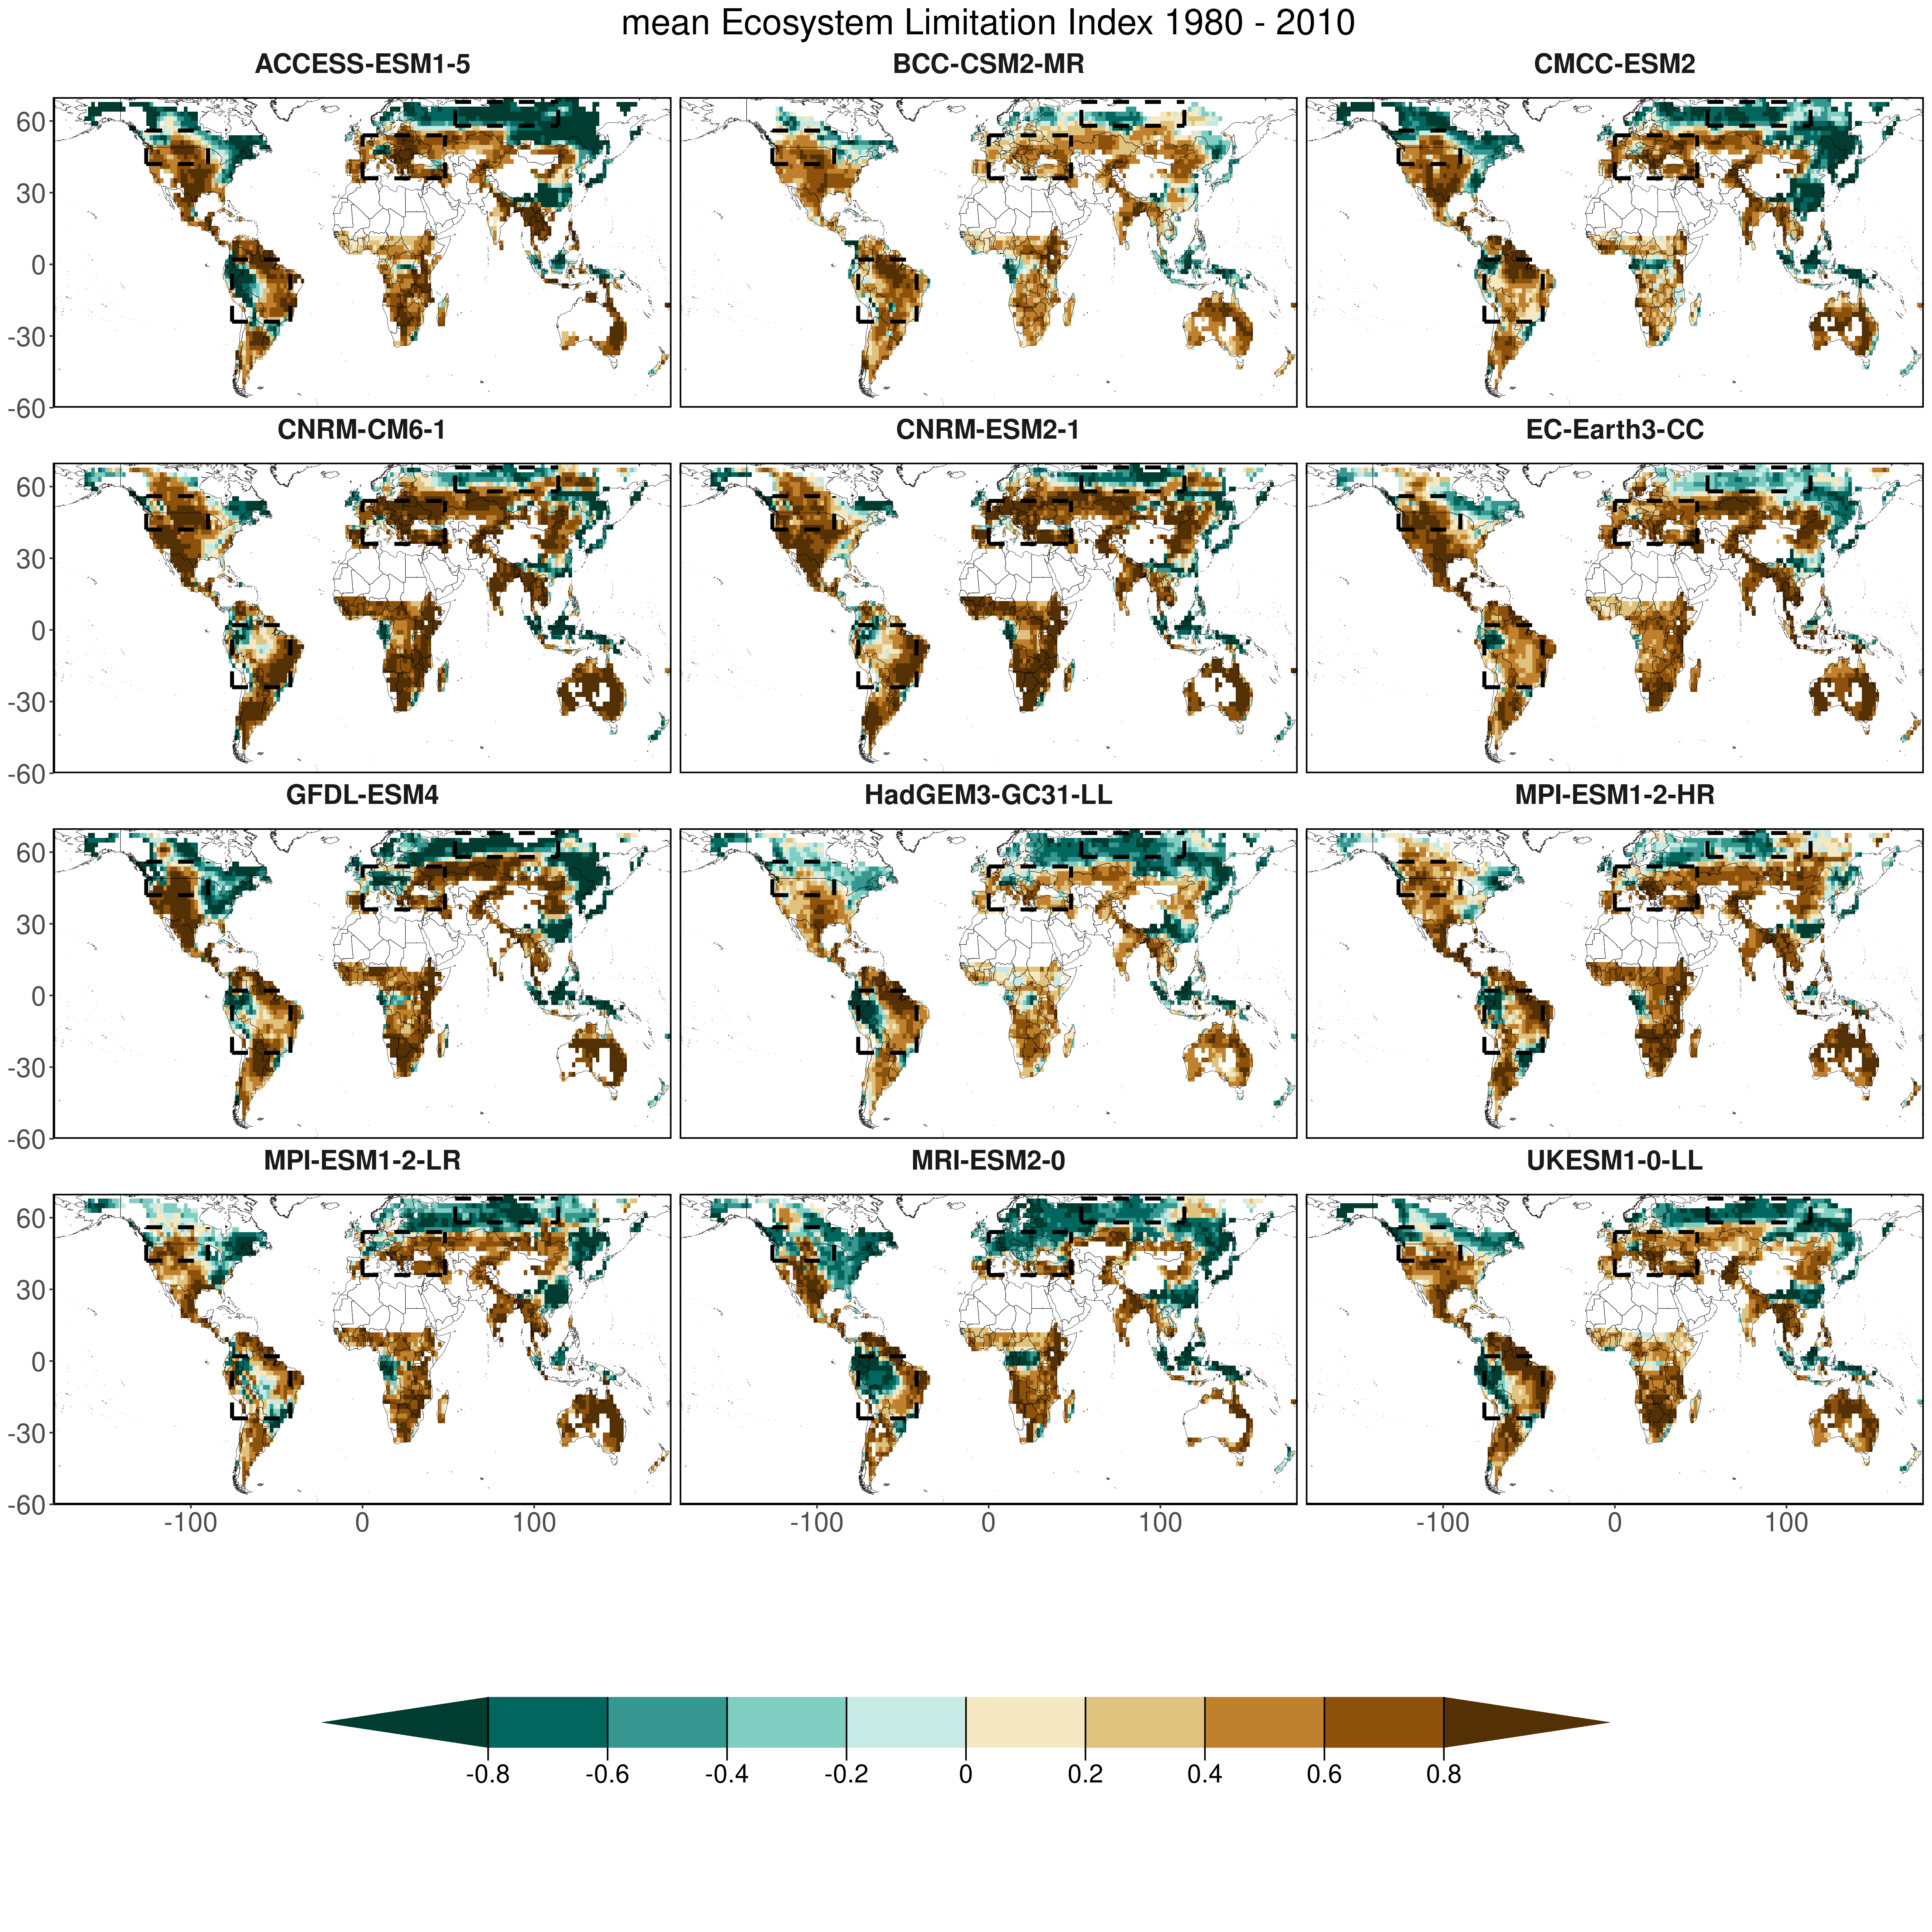 mean Ecosystem Limitation Index 1980 - 2010
ACCESS-ESM1-5 BCC-CSM2-MR CMCC-ESM2
60
30
0
-30
-60
CNRM-CM6-1 CNRM-ESM2-1 EC-Earth3-CC
60
30
0
-30
-60
GFDL-ESM4 HadGEM3-GC31-LL MPI-ESM1-2-HR
60
30
0
-30
-60
MPI-ESM1-2-LR MRI-ESM2-0 UKESM1-0-LL
60
30
0
-30
-60
-100 0 100 -100 0 100 -100 0 100
-0.8 -0.6 -0.4 -0.2 0 0.2 0.4 0.6 0.8